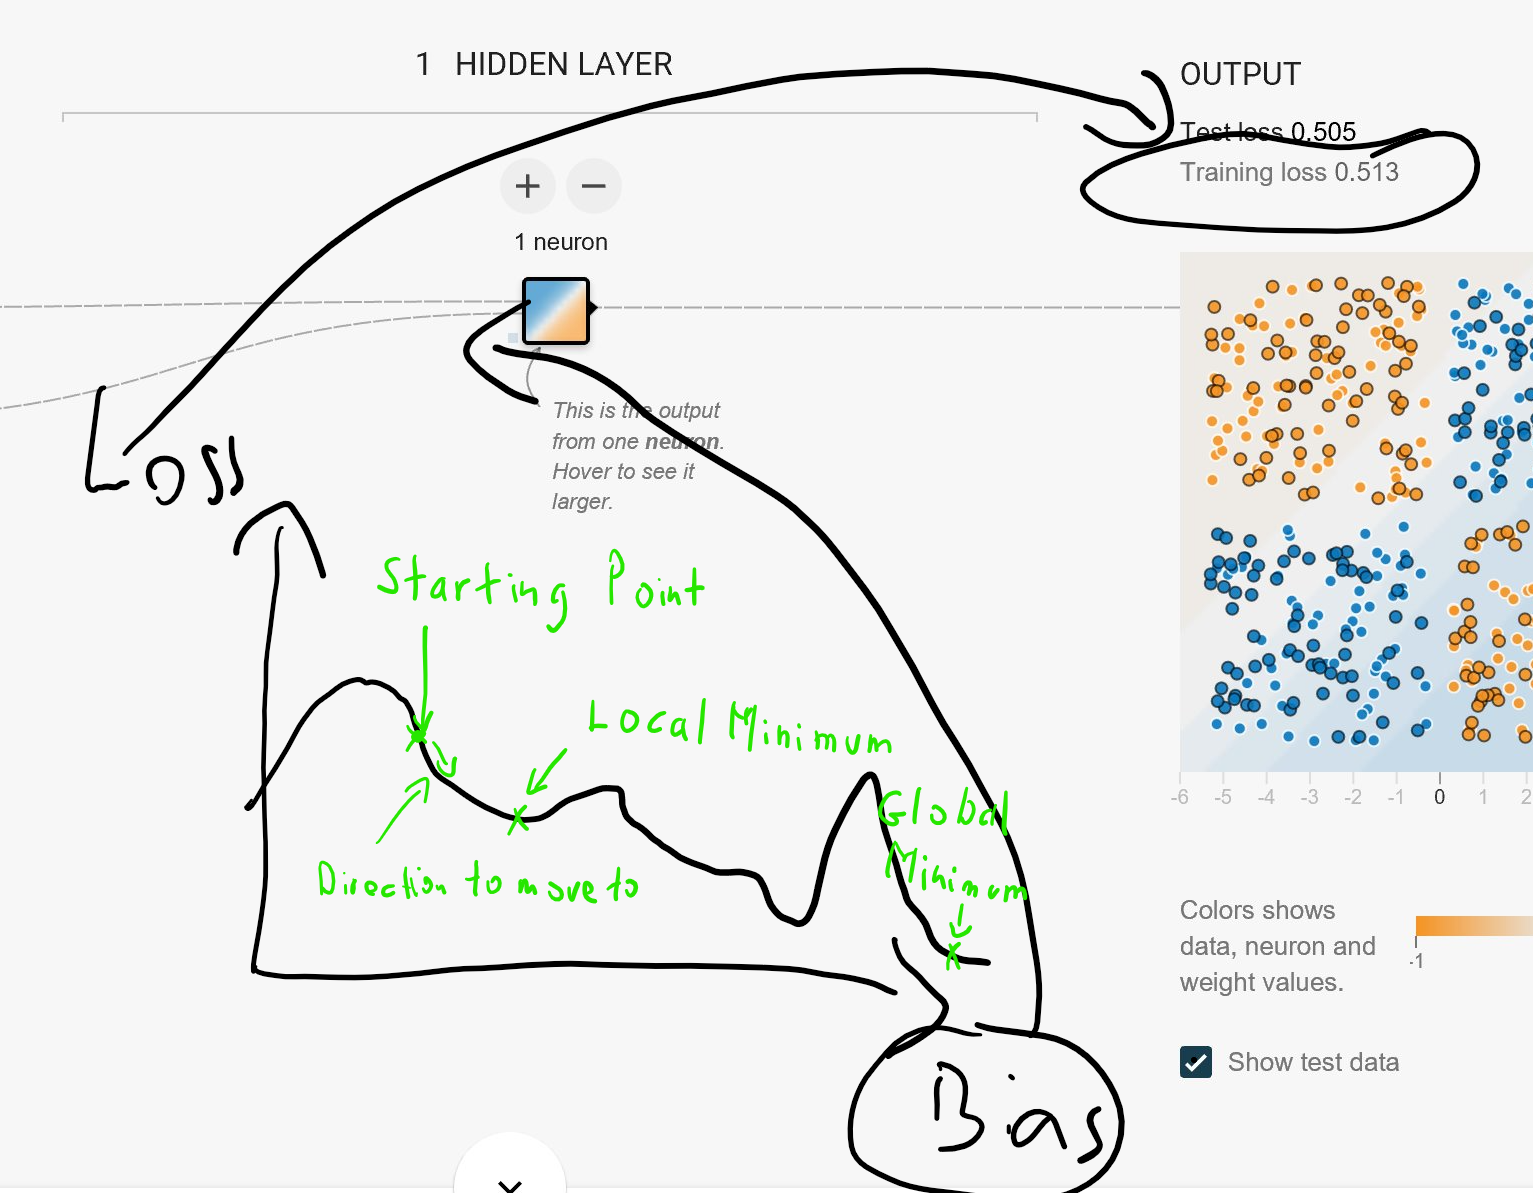 1 HIDDEN LAYER
OUTPUT
Test loss 0.505
Training loss 0.513
+ −
1 neuron
This is the output
from one neuron.
Hover to see it
larger.
Loss
Starting Point
Local Minimum
Direction to move to
Global
Minimum
Bias
-6 -5 -4 -3 -2 -1 0 1 2
Colors shows
data, neuron and
weight values.
-1
Show test data